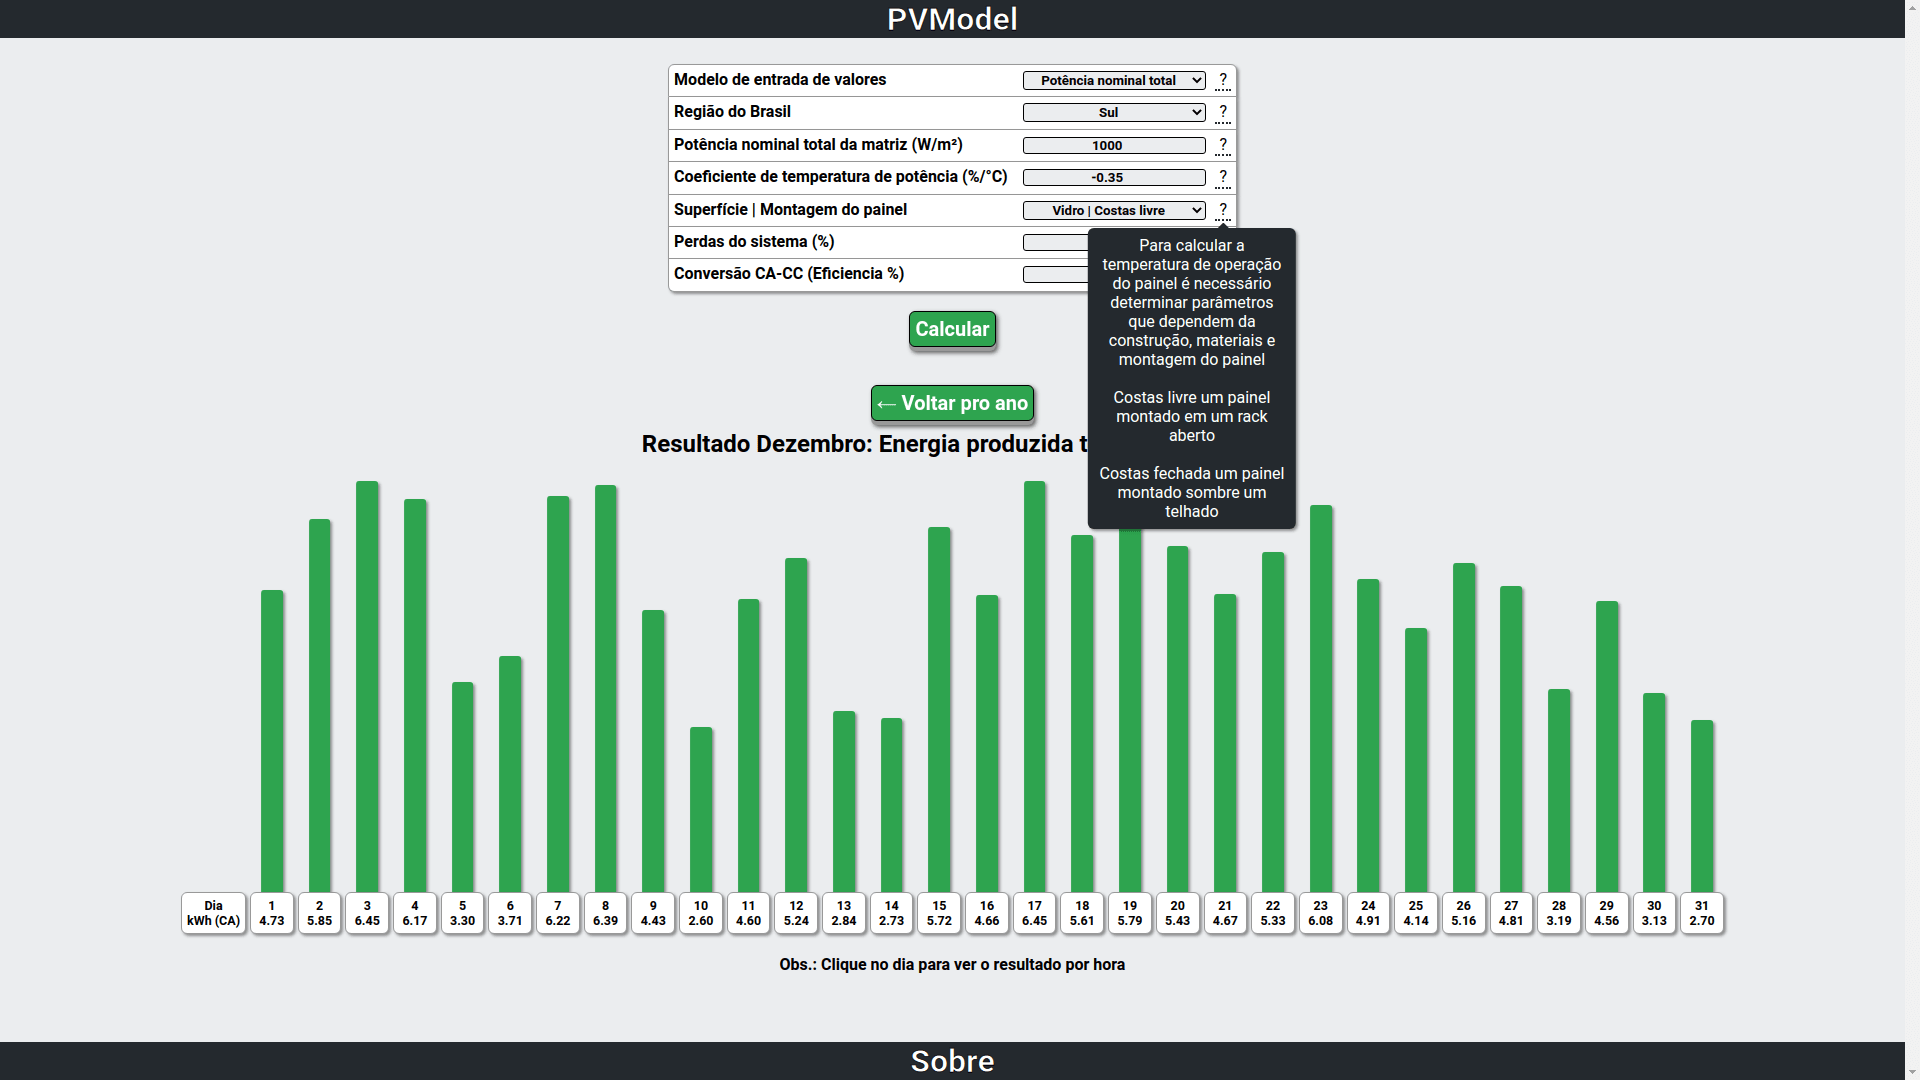 PVModel
Modelo de entrada de valores Potência nominal total ?
Região do Brasil Sul ?
Potência nominal total da matriz (W/m²) 1000 ?
Coeficiente de temperatura de potência (%/°C) -0.35 ?
Superfície | Montagem do painel Vidro | Costas livre ?
Perdas do sistema (%)
Conversão CA-CC (Eficiencia %)
Para calcular a
temperatura de operação
do painel é necessário
determinar parâmetros
que dependem da
construção, materiais e
montagem do painel
Costas livre um painel
montado em um rack
aberto
Costas fechada um painel
montado sombre um
telhado
Calcular
← Voltar pro ano
Resultado Dezembro: Energia produzida t
Dia 1 2 3 4 5 6 7 8 9 10 11 12 13 14 15 16 17 18 19 20 21 22 23 24 25 26 27 28 29 30 31
kWh (CA) 4.73 5.85 6.45 6.17 3.30 3.71 6.22 6.39 4.43 2.60 4.60 5.24 2.84 2.73 5.72 4.66 6.45 5.61 5.79 5.43 4.67 5.33 6.08 4.91 4.14 5.16 4.81 3.19 4.56 3.13 2.70
Obs.: Clique no dia para ver o resultado por hora
Sobre